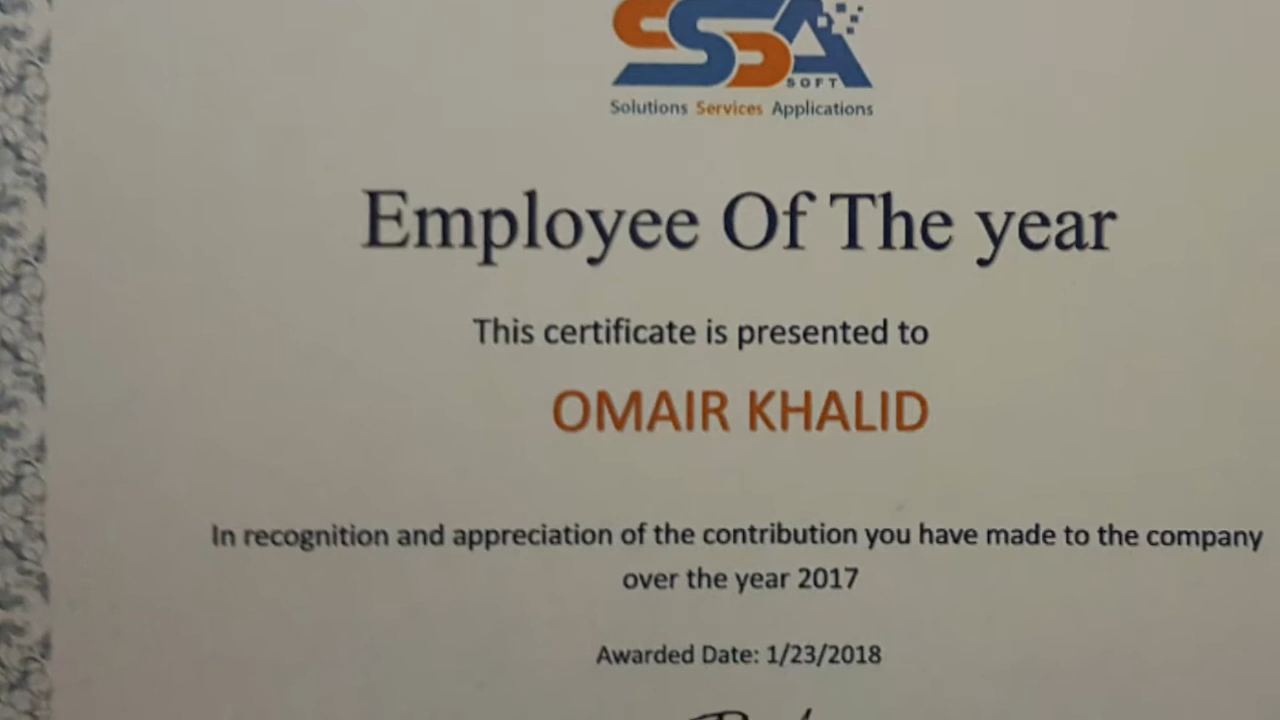 SSA
SOFT
Solutions Services Applications
Employee Of The year
This certificate is presented to
OMAIR KHALID
In recognition and appreciation of the contribution you have made to the company
over the year 2017
Awarded Date: 1/23/2018